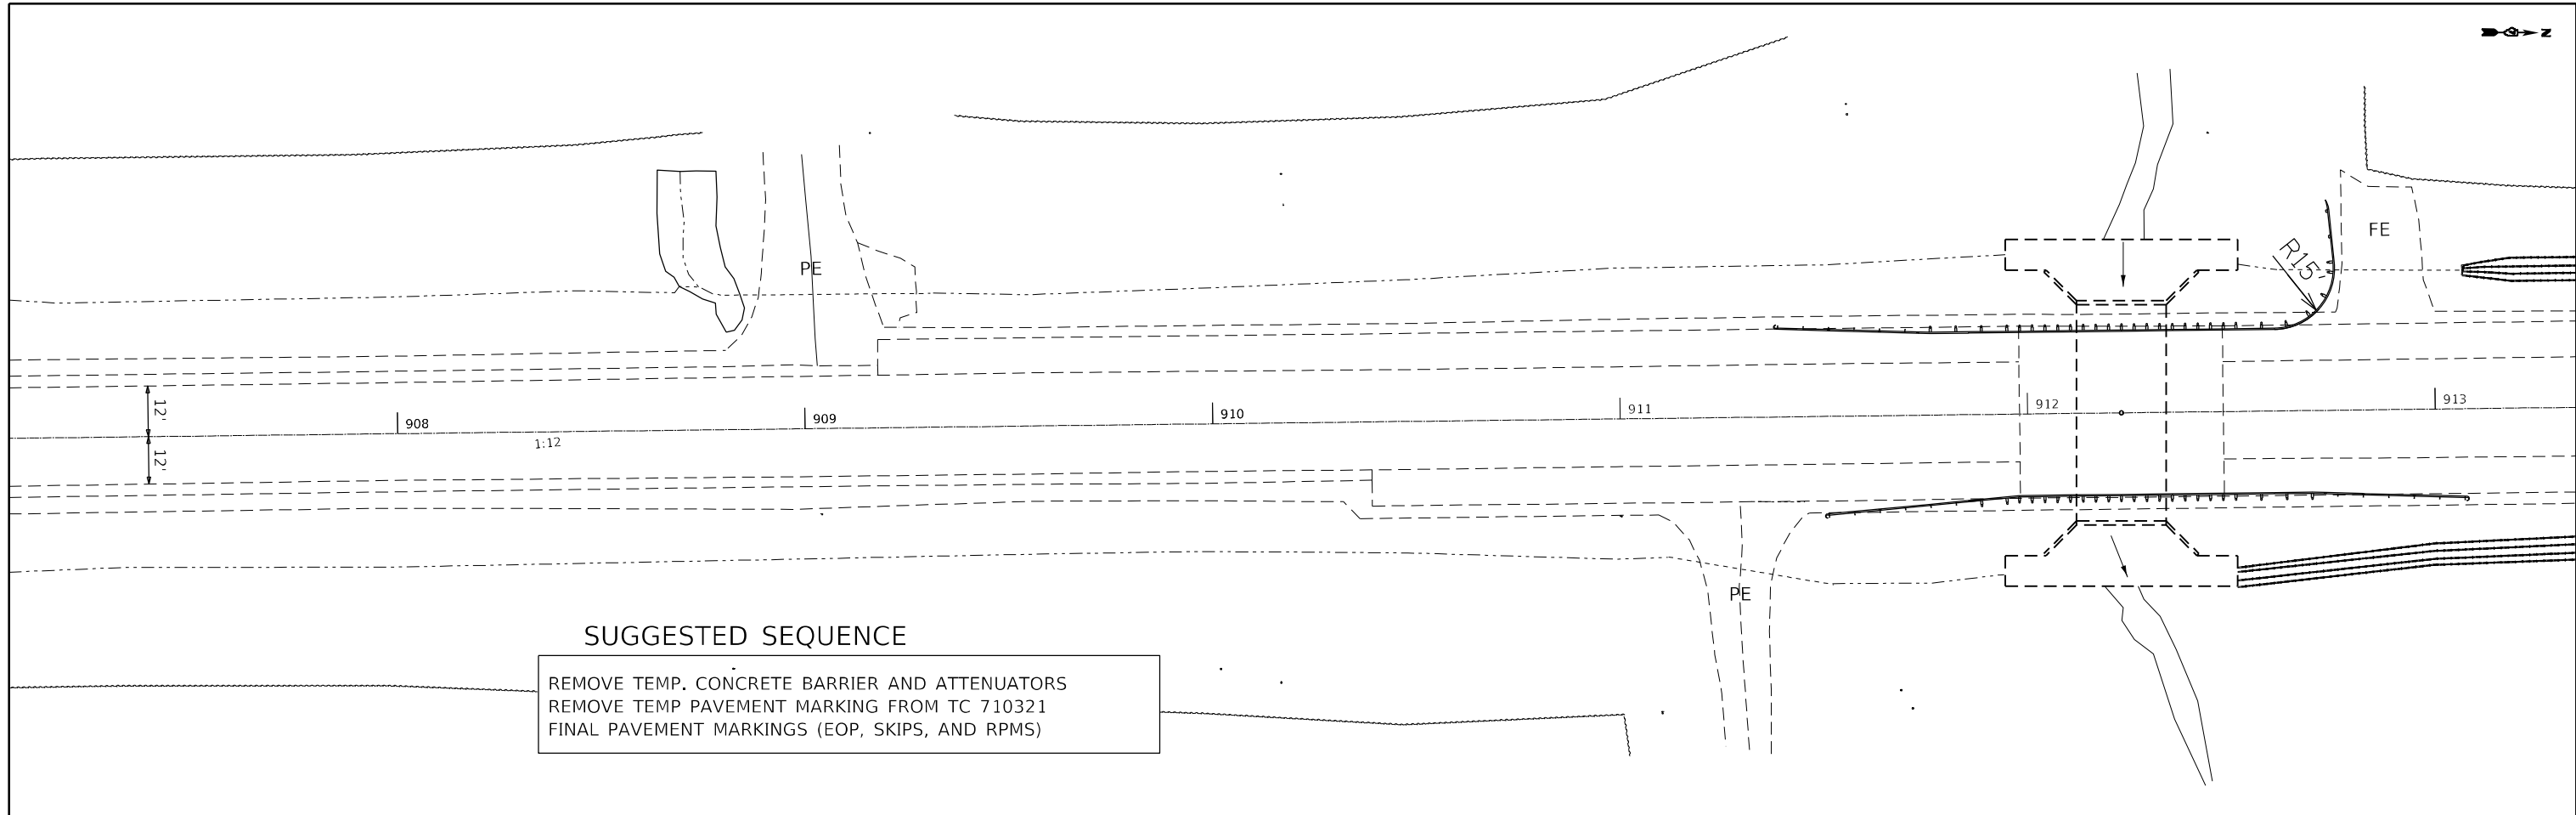 N
R15'
FE
PE
12'
12'
908
909
910
911
912
913
1:12
PE
SUGGESTED SEQUENCE
REMOVE TEMP. CONCRETE BARRIER AND ATTENUATORS
REMOVE TEMP PAVEMENT MARKING FROM TC 710321
FINAL PAVEMENT MARKINGS (EOP, SKIPS, AND RPMS)